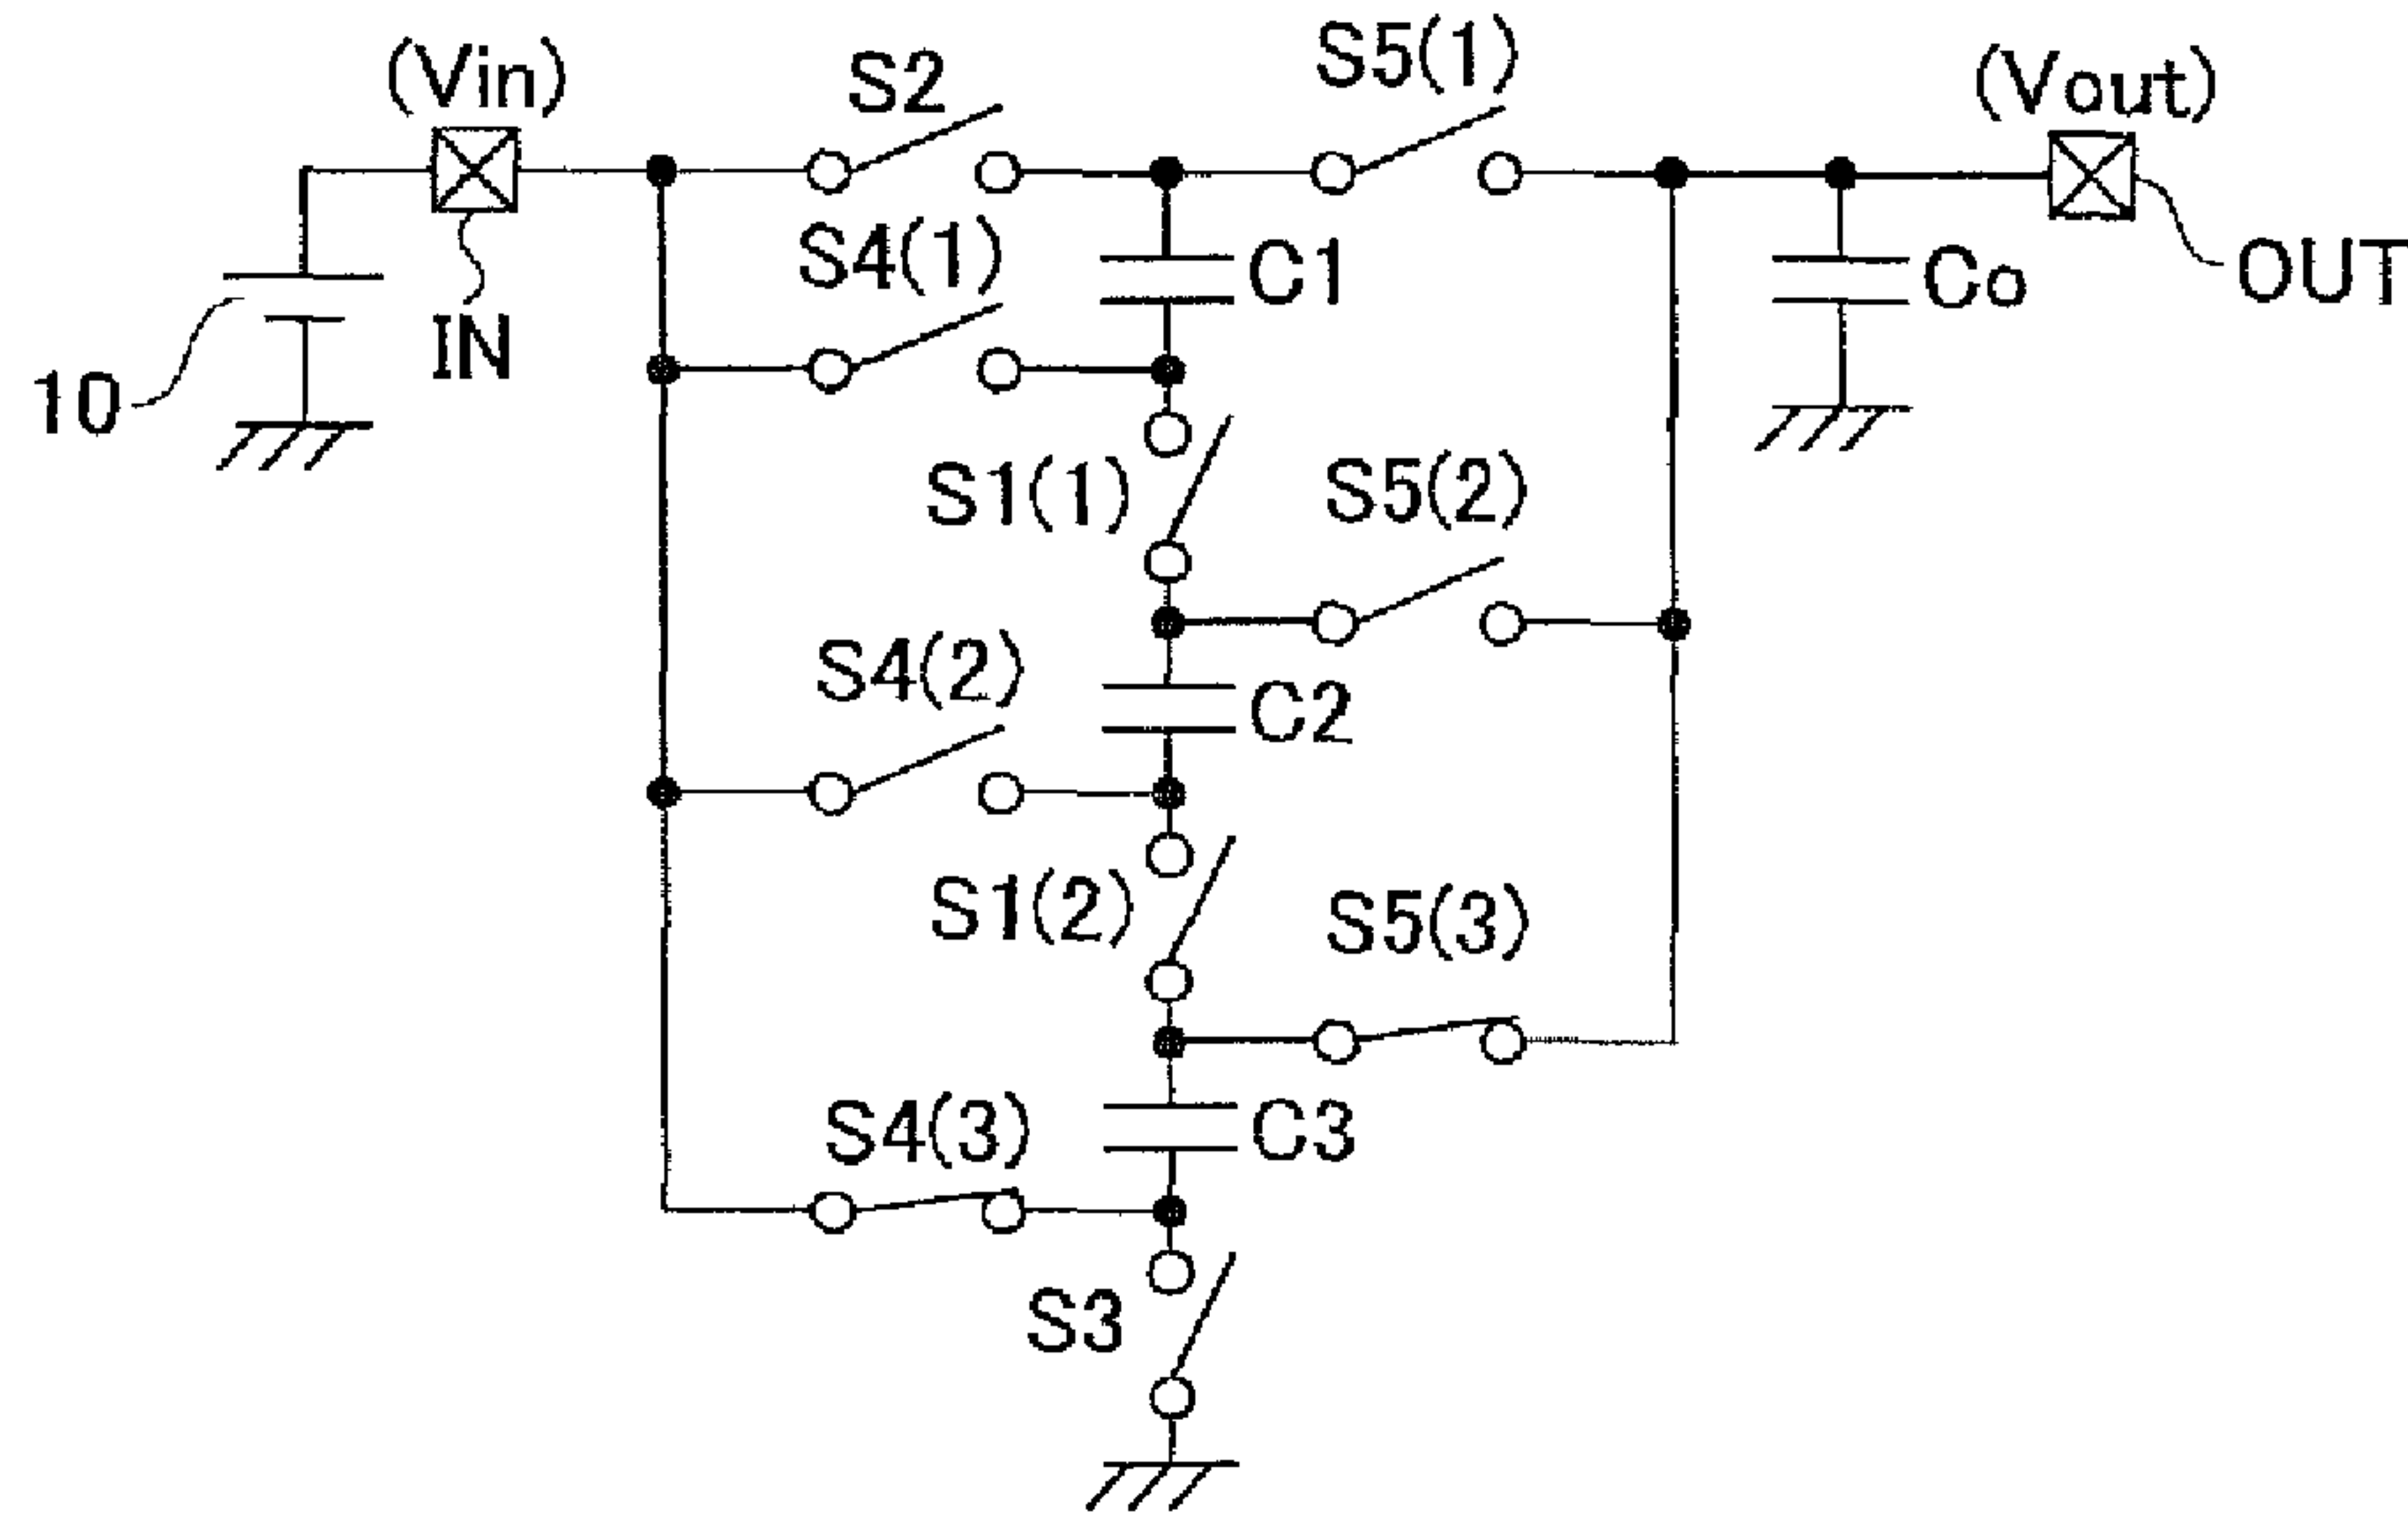 (Vin)
S2
S5(1)
(Vout)
S4(1)
C1
Co
OUT
IN
10
S1(1)
S5(2)
S4(2)
C2
S1(2)
S5(3)
S4(3)
C3
S3